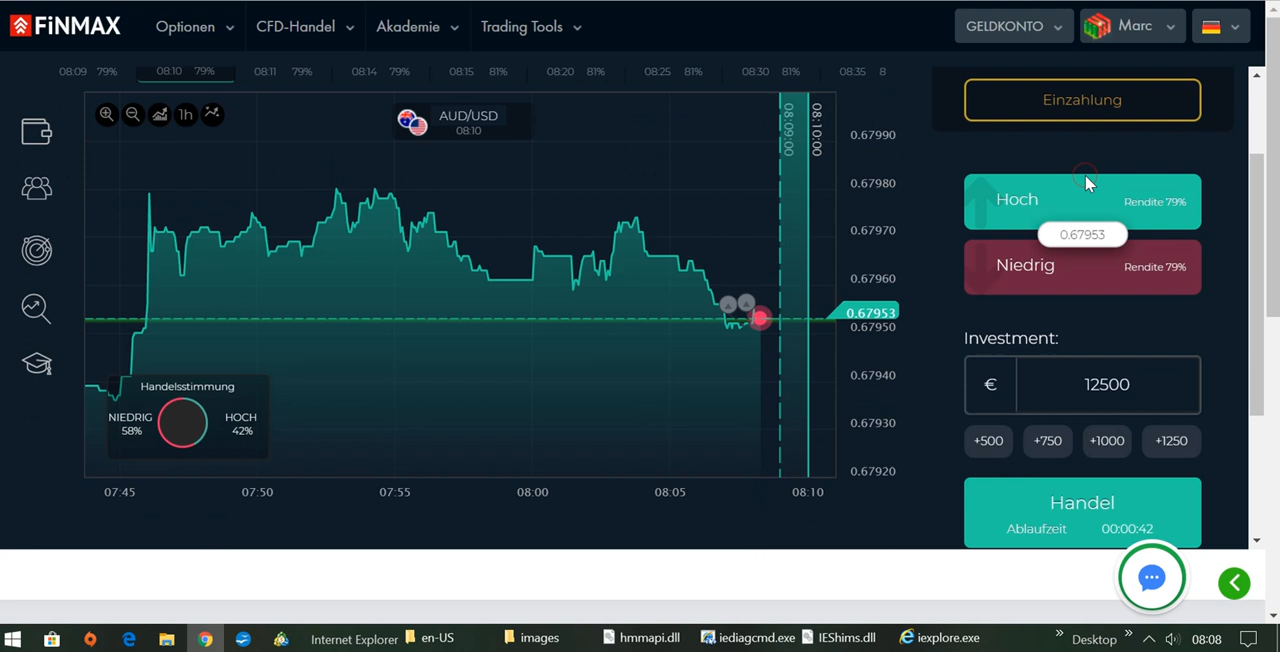 FiNMAX Optionen CFD-Handel Akademie Trading Tools GELDKONTO Marc
08:09 79% 08:10 79% 08:11 79% 08:14 79% 08:15 81% 08:20 81% 08:25 81% 08:30 81% 08:35 8
Einzahlung
1h
AUD/USD
08:10
08:09:00
08:10:00
0.67990
0.67980
0.67970
0.67960
0.67953
0.67950
0.67940
0.67930
0.67920
Handelsstimmung
NIEDRIG
58%
HOCH
42%
07:45 07:50 07:55 08:00 08:05 08:10
Hoch Rendite 79%
0.67953
Niedrig Rendite 79%
Investment:
€ 12500
+500 +750 +1000 +1250
Handel
Ablaufzeit 00:00:42
Internet Explorer en-US images hmmapi.dll iediagcmd.exe IEShims.dll iexplore.exe » Desktop » 08:08